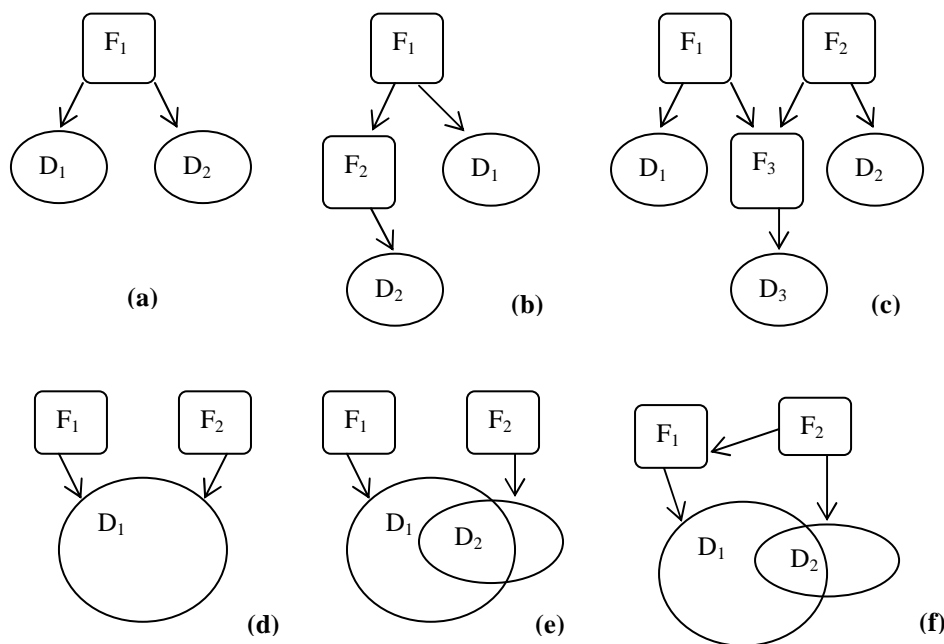 F₁ F₁ F₁ F₂
D₁ D₂ F₂ D₁ D₁ F₃ D₂
D₂ D₃
(a) (b) (c)
F₁ F₂ F₁ F₂ F₁ F₂
D₁ D₁ D₂ D₁ D₂
(d) (e) (f)